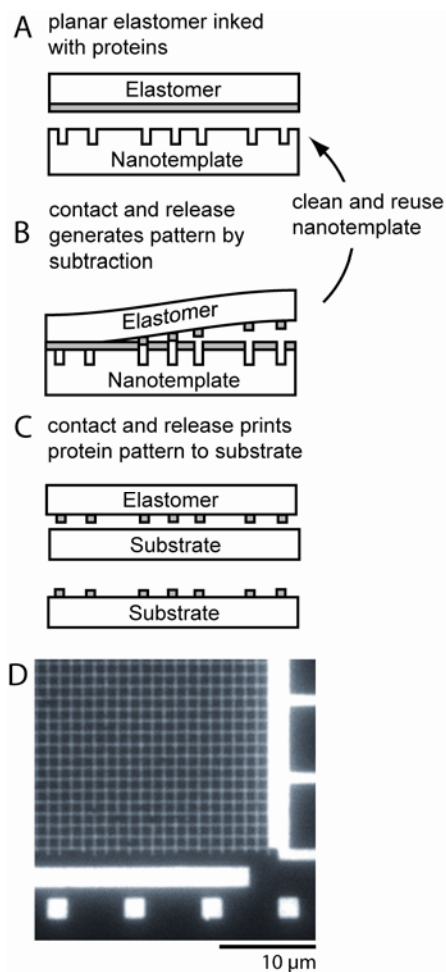 A
planar elastomer inked
with proteins
Elastomer
Nanotemplate
clean and reuse
nanotemplate
B
contact and release
generates pattern by
subtraction
Elastomer
Nanotemplate
C
contact and release prints
protein pattern to substrate
Elastomer
Substrate
Substrate
D
10 μm